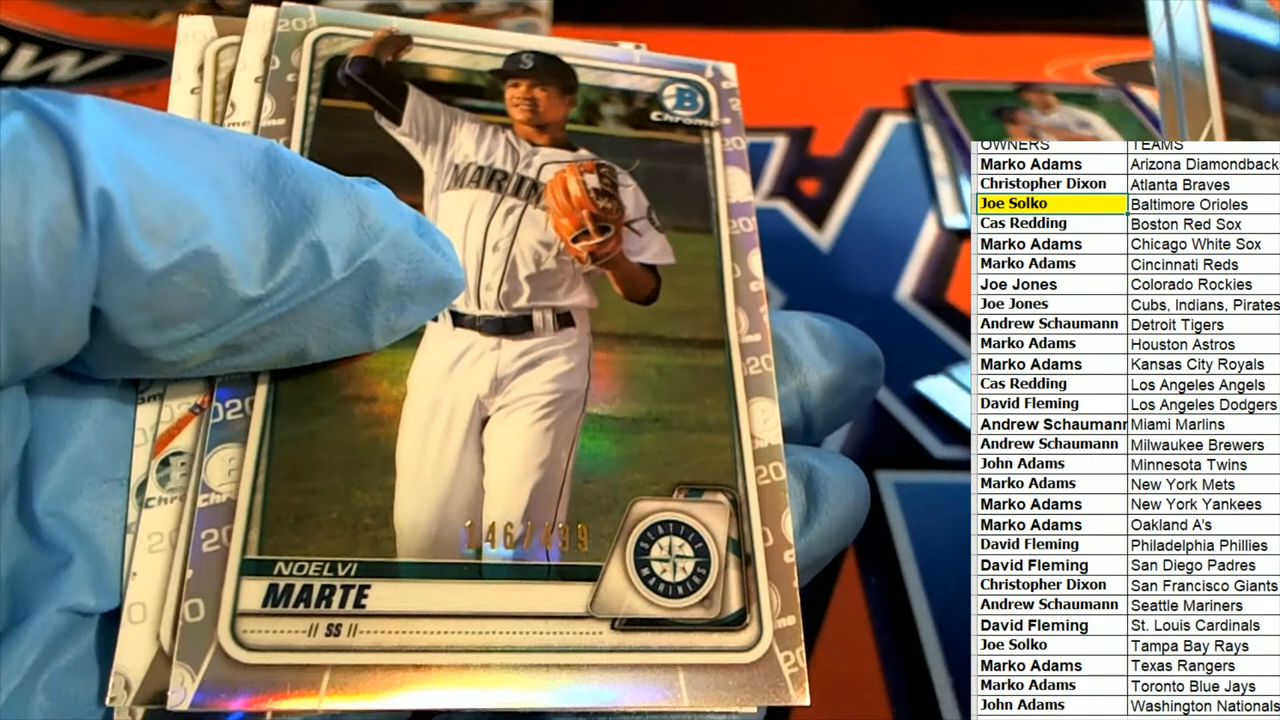 S
B
Chrome
MARIN
146/499
SEATTLE
MARINERS
NOELVI
MARTE
SS
OWNERS TEAMS
Marko Adams Arizona Diamondback
Christopher Dixon Atlanta Braves
Joe Solko Baltimore Orioles
Cas Redding Boston Red Sox
Marko Adams Chicago White Sox
Marko Adams Cincinnati Reds
Joe Jones Colorado Rockies
Joe Jones Cubs, Indians, Pirates
Andrew Schaumann Detroit Tigers
Marko Adams Houston Astros
Marko Adams Kansas City Royals
Cas Redding Los Angeles Angels
David Fleming Los Angeles Dodgers
Andrew Schaumann Miami Marlins
Andrew Schaumann Milwaukee Brewers
John Adams Minnesota Twins
Marko Adams New York Mets
Marko Adams New York Yankees
Marko Adams Oakland A's
David Fleming Philadelphia Phillies
David Fleming San Diego Padres
Christopher Dixon San Francisco Giants
Andrew Schaumann Seattle Mariners
David Fleming St. Louis Cardinals
Joe Solko Tampa Bay Rays
Marko Adams Texas Rangers
Marko Adams Toronto Blue Jays
John Adams Washington Nationals